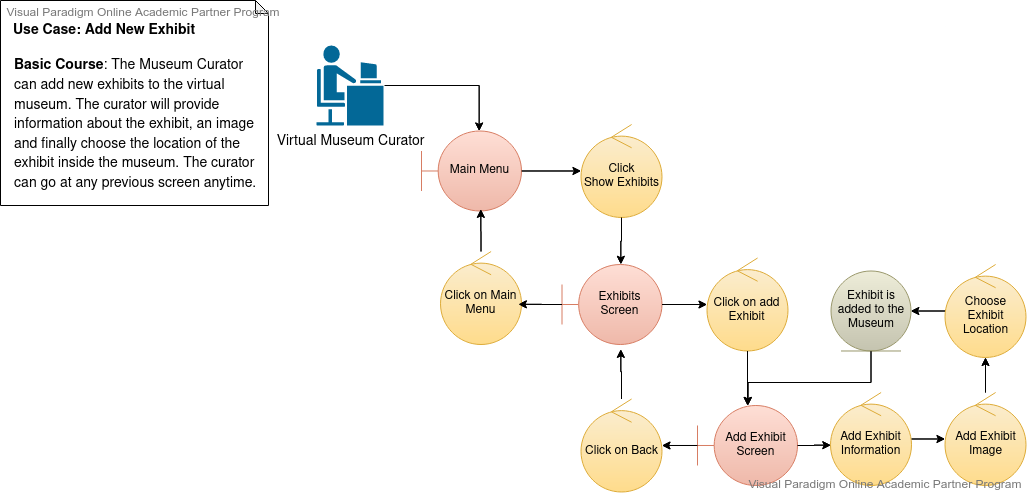 Visual Paradigm Online Academic Partner Program
Use Case: Add New Exhibit
Basic Course: The Museum Curator
can add new exhibits to the virtual
museum. The curator will provide
information about the exhibit, an image
and finally choose the location of the
exhibit inside the museum. The curator
can go at any previous screen anytime.
Virtual Museum Curator
Main Menu
Click
Show Exhibits
Click on Main
Menu
Exhibits
Screen
Click on add
Exhibit
Exhibit is
added to the
Museum
Choose
Exhibit
Location
Click on Back
Add Exhibit
Screen
Add Exhibit
Information
Add Exhibit
Image
Visual Paradigm Online Academic Partner Program